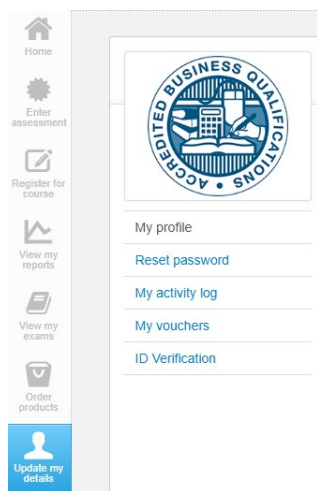 Home
Enter
assessment
Register for
course
View my
reports
View my
exams
Order
products
Update my
details
ACCREDITED BUSINESS QUALIFICATIONS
My profile
Reset password
My activity log
My vouchers
ID Verification